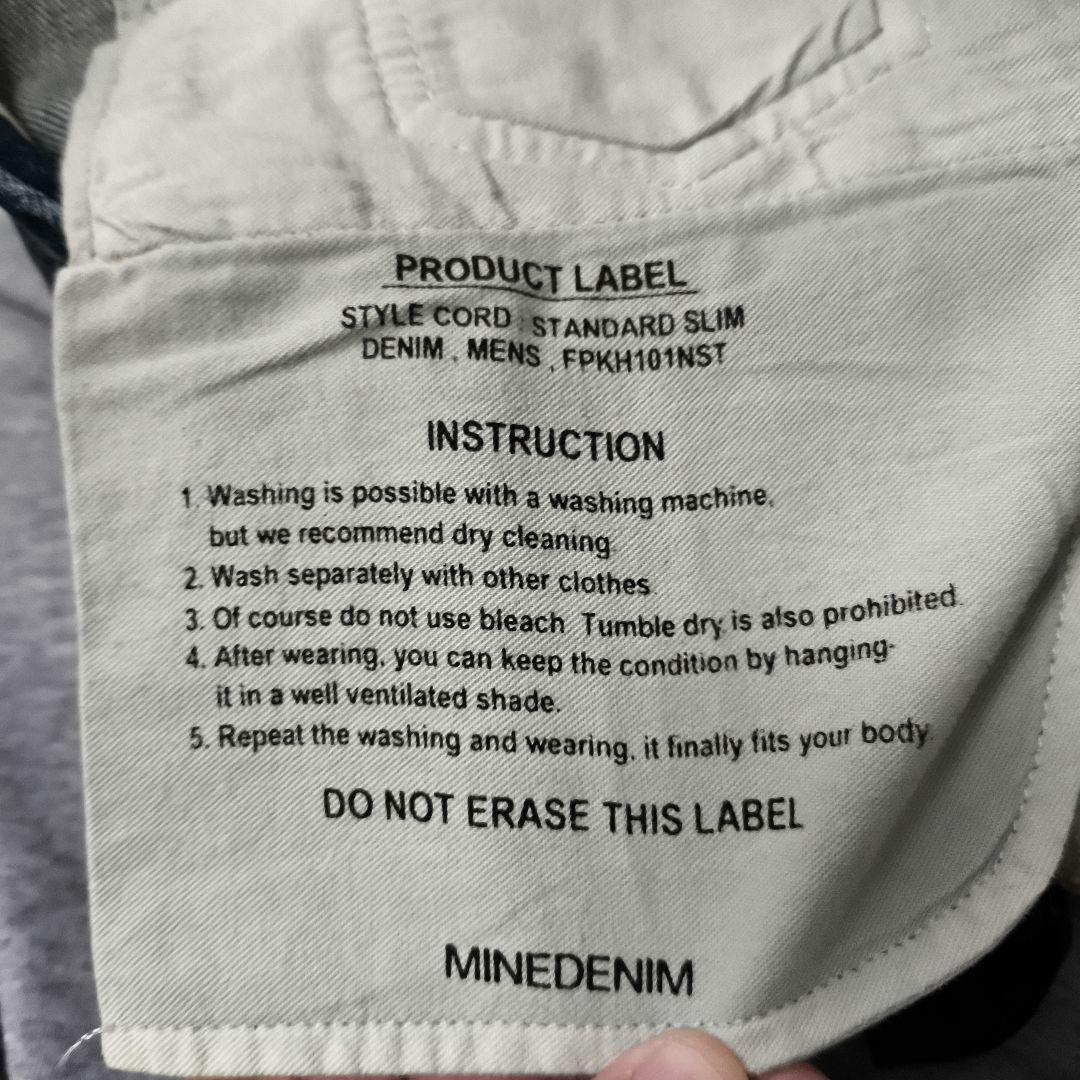 PRODUCT LABEL
STYLE CORD : STANDARD SLIM
DENIM . MENS , FPKH101NST
INSTRUCTION
1. Washing is possible with a washing machine,
but we recommend dry cleaning.
2. Wash separately with other clothes.
3. Of course do not use bleach Tumble dry is also prohibited.
4. After wearing, you can keep the condition by hanging-
it in a well ventilated shade.
5. Repeat the washing and wearing, it finally fits your body.
DO NOT ERASE THIS LABEL
MINEDENIM